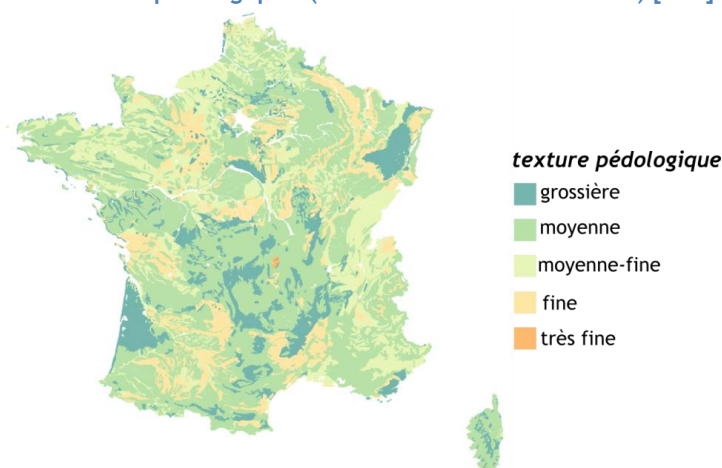 texture pédologique
grossière
moyenne
moyenne-fine
fine
très fine